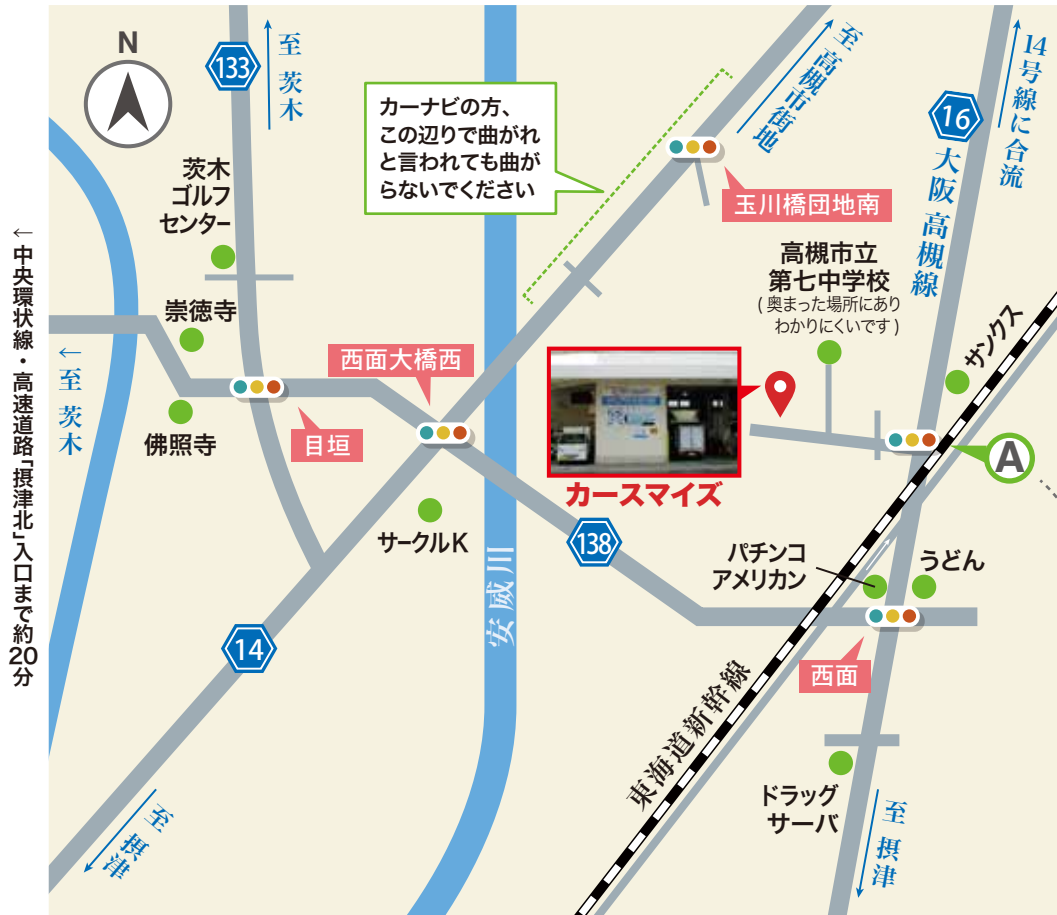 N
133
至 茨木
至 高槻市街地
14号線に合流
16
大阪高槻線
カーナビの方、
この辺りで曲がれ
と言われても曲が
らないでください
茨木
ゴルフ
センター
玉川橋団地南
高槻市立
第七中学校
(奥まった場所にあり
わかりにくいです)
サンクス
←中央環状線・高速道路「摂津北」入口まで約20分
崇徳寺
←至 茨木
西面大橋西
佛照寺
目垣
A
カースマイズ
サークルK
138
パチンコ
アメリカン
うどん
安威川
14
西面
東海道新幹線
ドラッグ
サーバ
至 摂津
至 摂津